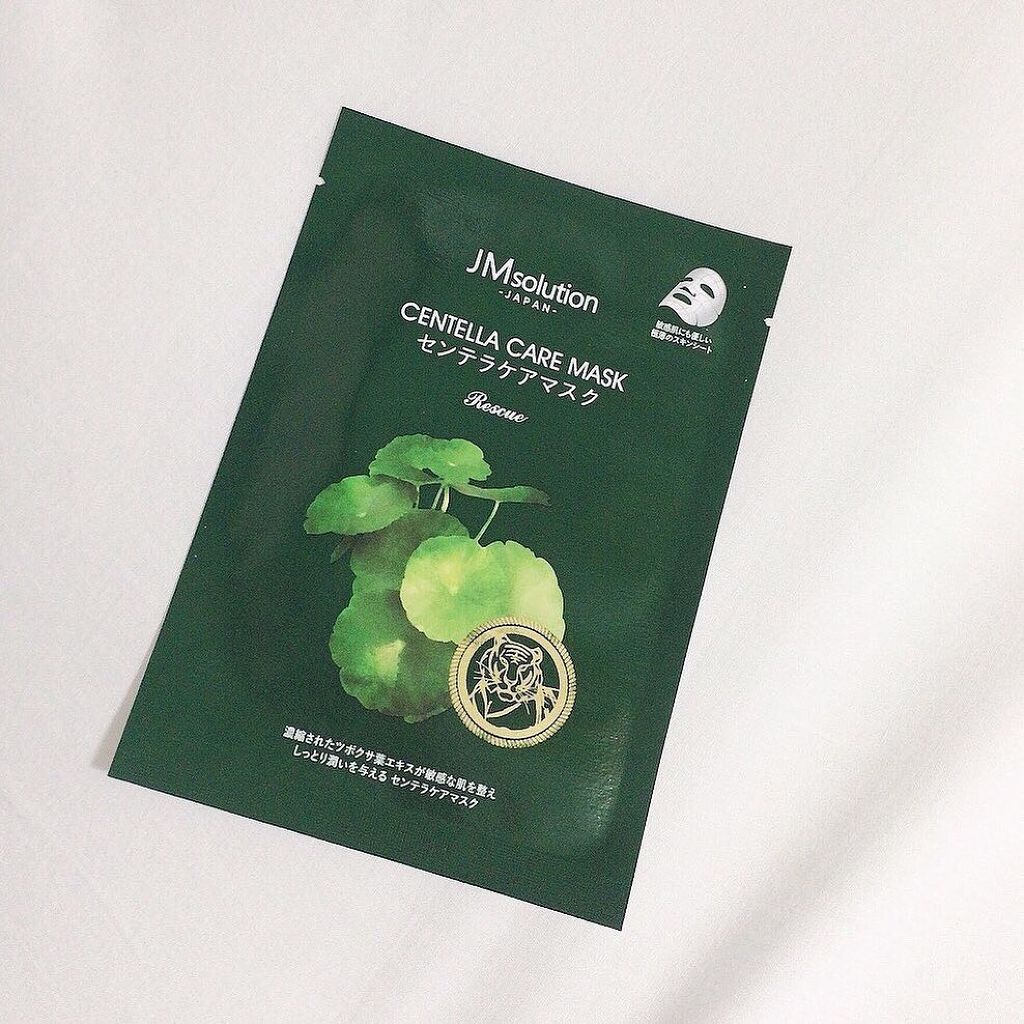 JMsolution
-JAPAN-
CENTELLA CARE MASK
センテラケアマスク
Rescue
敏感肌にも優しい
極薄のスキンシート
濃縮されたツボクサ葉エキスが敏感な肌を整え
しっとり潤いを与える センテラケアマスク